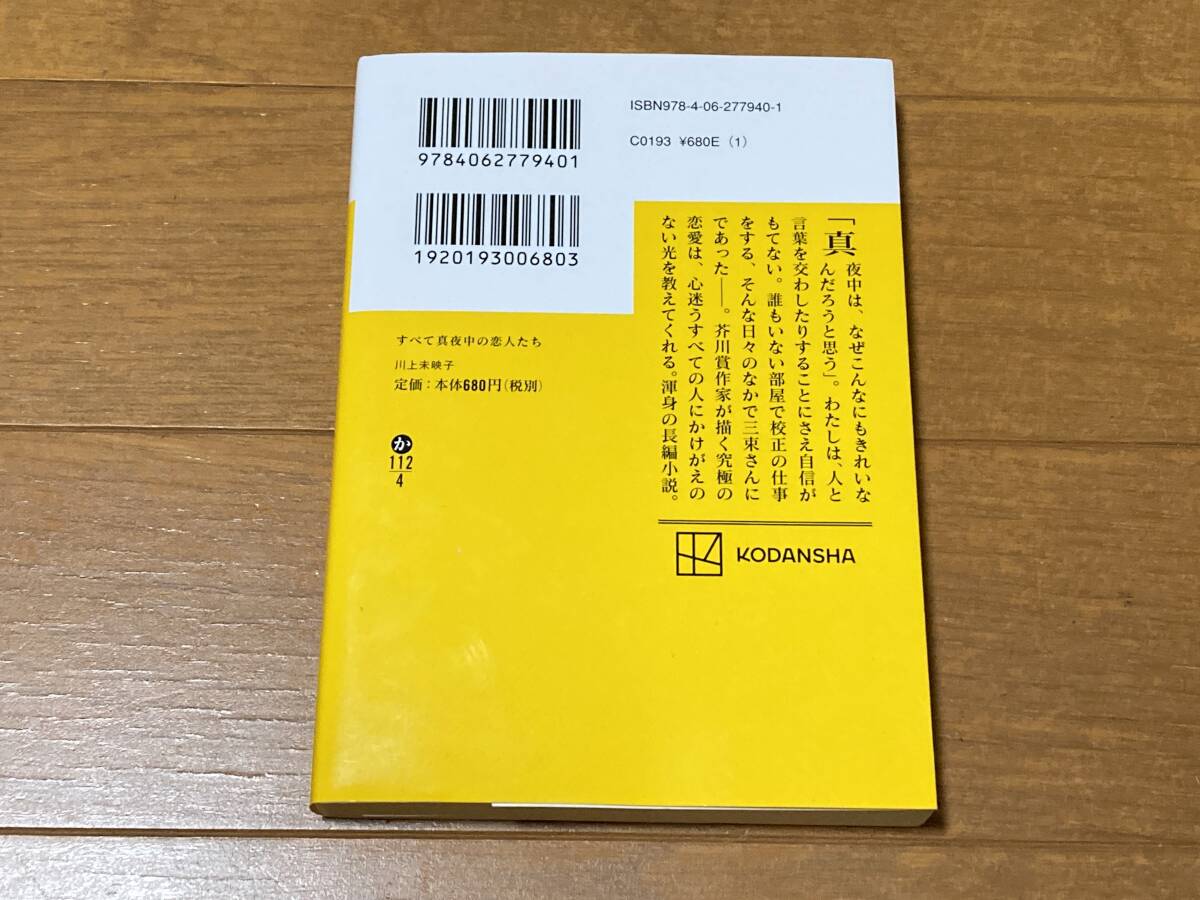 ISBN978-4-06-277940-1
C0193 ¥680E (1)
9784062779401
1920193006803
「真夜中は、なぜこんなにもきれいな
んだろうと思う」。わたしは、人と
言葉を交わしたりすることにさえ自信が
もてない。誰もいない部屋で校正の仕事
をする、そんな日々のなかで三束さんに
であった――。芥川賞作家が描く究極の
恋愛は、心迷うすべての人にかけがえの
ない光を教えてくれる。渾身の長編小説。
すべて真夜中の恋人たち
川上未映子
定価:本体680円(税別)
か
112
4
KODANSHA